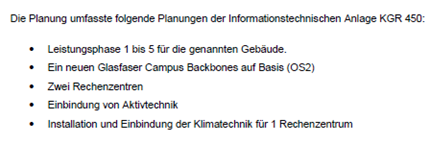 Die Planung umfasste folgende Planungen der Informationstechnischen Anlage KGR 450:
• Leistungsphase 1 bis 5 für die genannten Gebäude.
• Ein neuen Glasfaser Campus Backbones auf Basis (OS2)
• Zwei Rechenzentren
• Einbindung von Aktivtechnik
• Installation und Einbindung der Klimatechnik für 1 Rechenzentrum